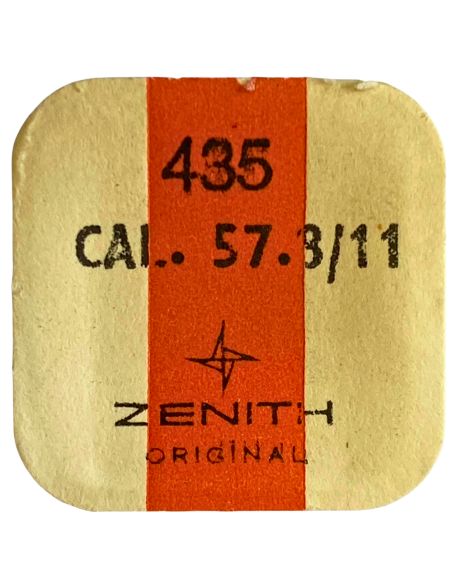 435
CAL. 57.3/11
ZENITH
ORIGINAL